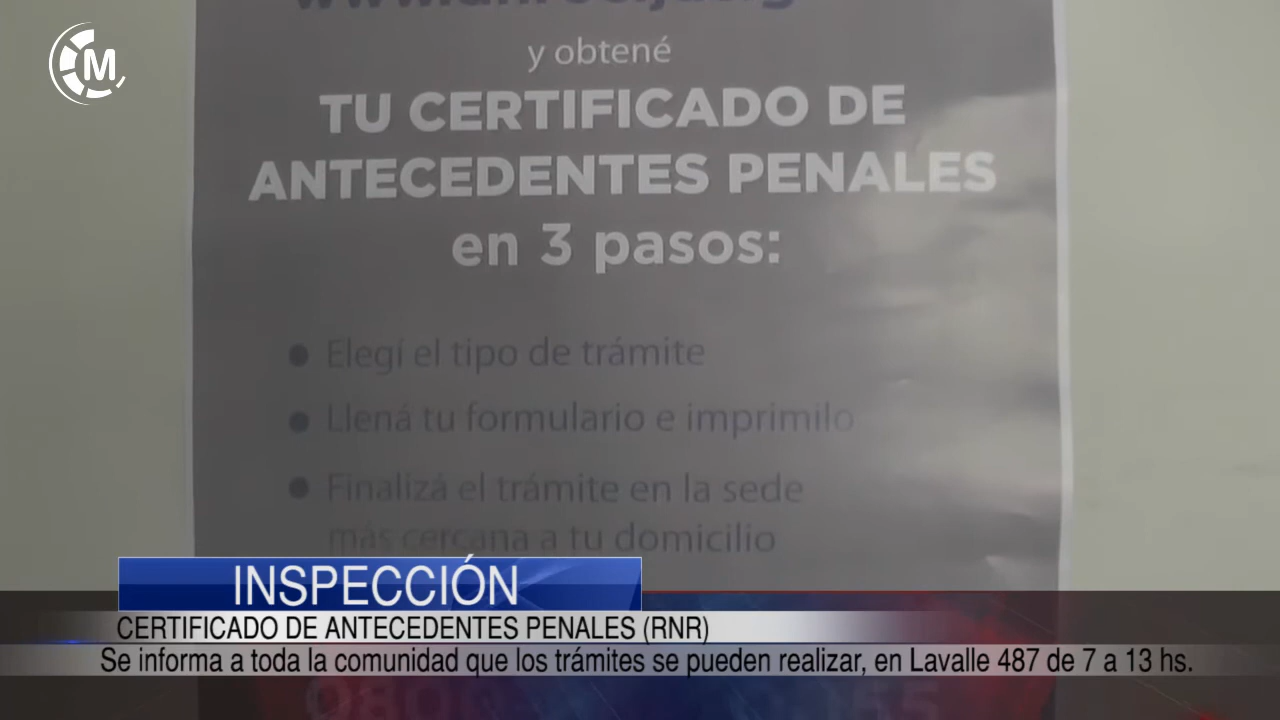 M
y obtené
TU CERTIFICADO DE
ANTECEDENTES PENALES
en 3 pasos:
• Elegí el tipo de trámite
• Llená tu formulario e imprimilo
• Finalizá el trámite en la sede
más cercana a tu domicilio
INSPECCIÓN
CERTIFICADO DE ANTECEDENTES PENALES (RNR)
Se informa a toda la comunidad que los trámites se pueden realizar, en Lavalle 487 de 7 a 13 hs.